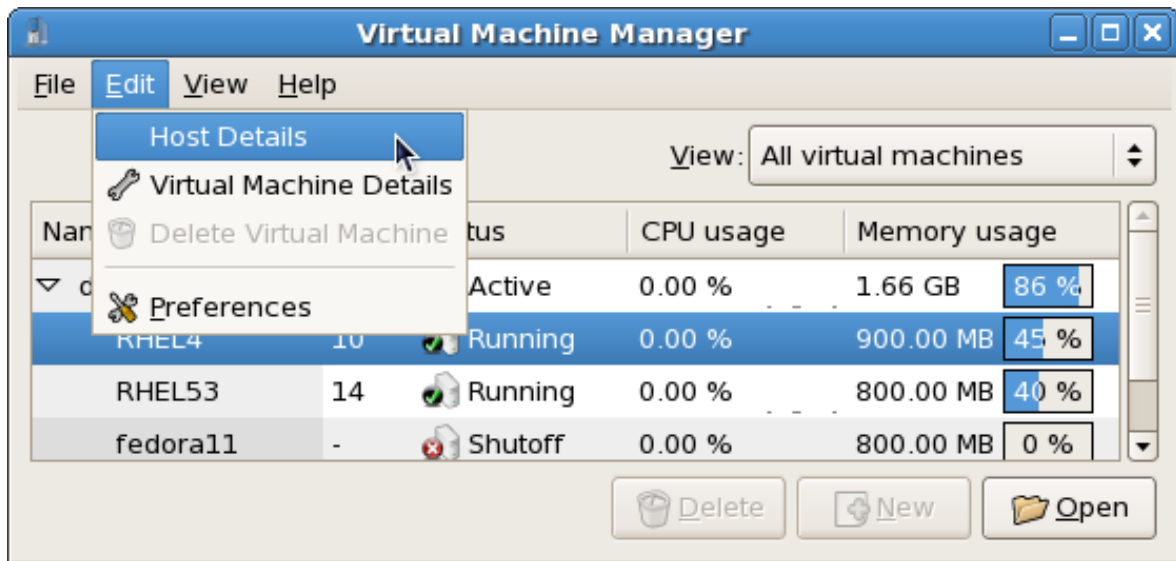 Virtual Machine Manager
File Edit View Help
Host Details
View: All virtual machines
Virtual Machine Details
Delete Virtual Machine
CPU usage Memory usage
Preferences
Active 0.00 % 1.66 GB 86 %
RHEL4 10 Running 0.00 % 900.00 MB 45 %
RHEL53 14 Running 0.00 % 800.00 MB 40 %
fedora11 - Shutoff 0.00 % 800.00 MB 0 %
Delete New Open